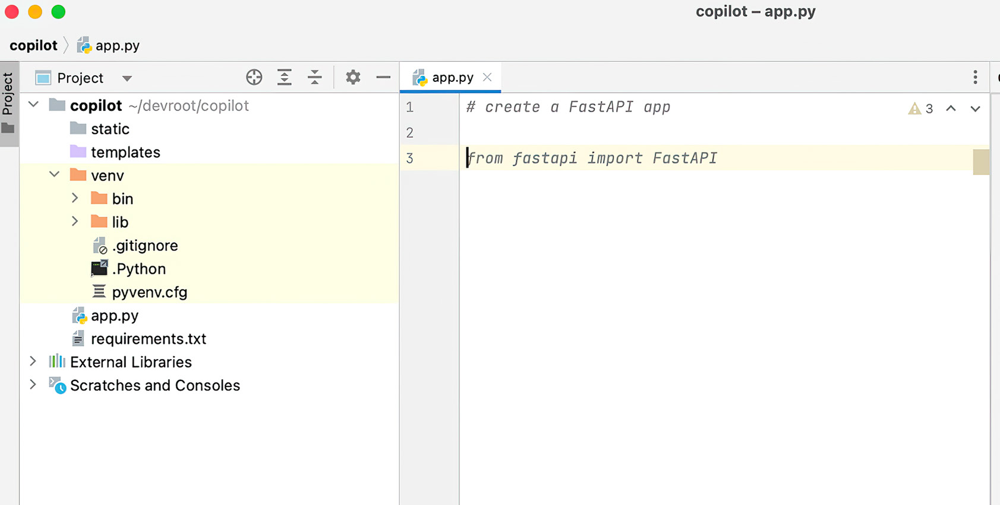 copilot – app.py
copilot app.py
Project
Project
app.py
copilot ~/devroot/copilot
static
templates
venv
bin
lib
.gitignore
.Python
pyvenv.cfg
app.py
requirements.txt
External Libraries
Scratches and Consoles
1 # create a FastAPI app
3
2
3 from fastapi import FastAPI